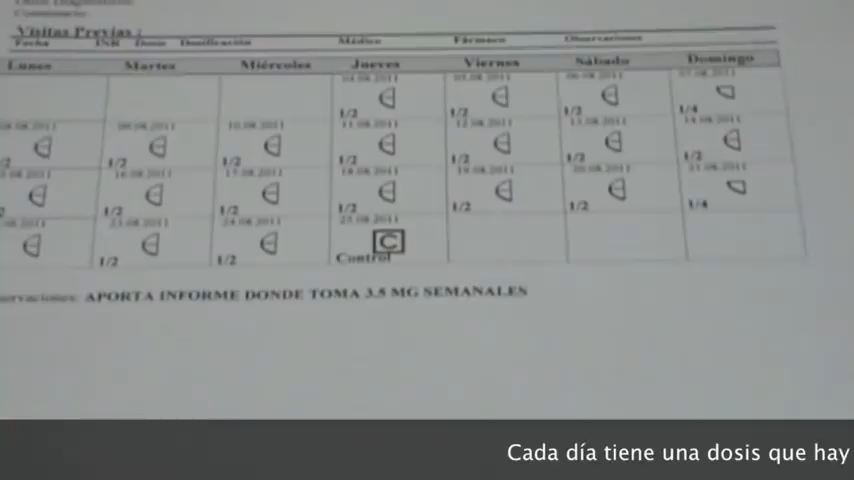 Visitas Previas :
Fecha INR Dosis Dosificación Médico Fármaco Observaciones
Lunes Martes Miércoles Jueves Viernes Sábado Domingo
04.08.2011 05.08.2011 06.08.2011 07.08.2011
1/2 1/2 1/2 1/4
08.08.2011 09.08.2011 10.08.2011 11.08.2011 12.08.2011 13.08.2011 14.08.2011
/2 1/2 1/2 1/2 1/2 1/2 1/2
16.08.2011 17.08.2011 18.08.2011 19.08.2011 20.08.2011 21.08.2011
1/2 1/2 1/2 1/2 1/2 1/4
23.08.2011 24.08.2011 25.08.2011
C
1/2 1/2 Control
APORTA INFORME DONDE TOMA 3.5 MG SEMANALES
Cada día tiene una dosis que hay